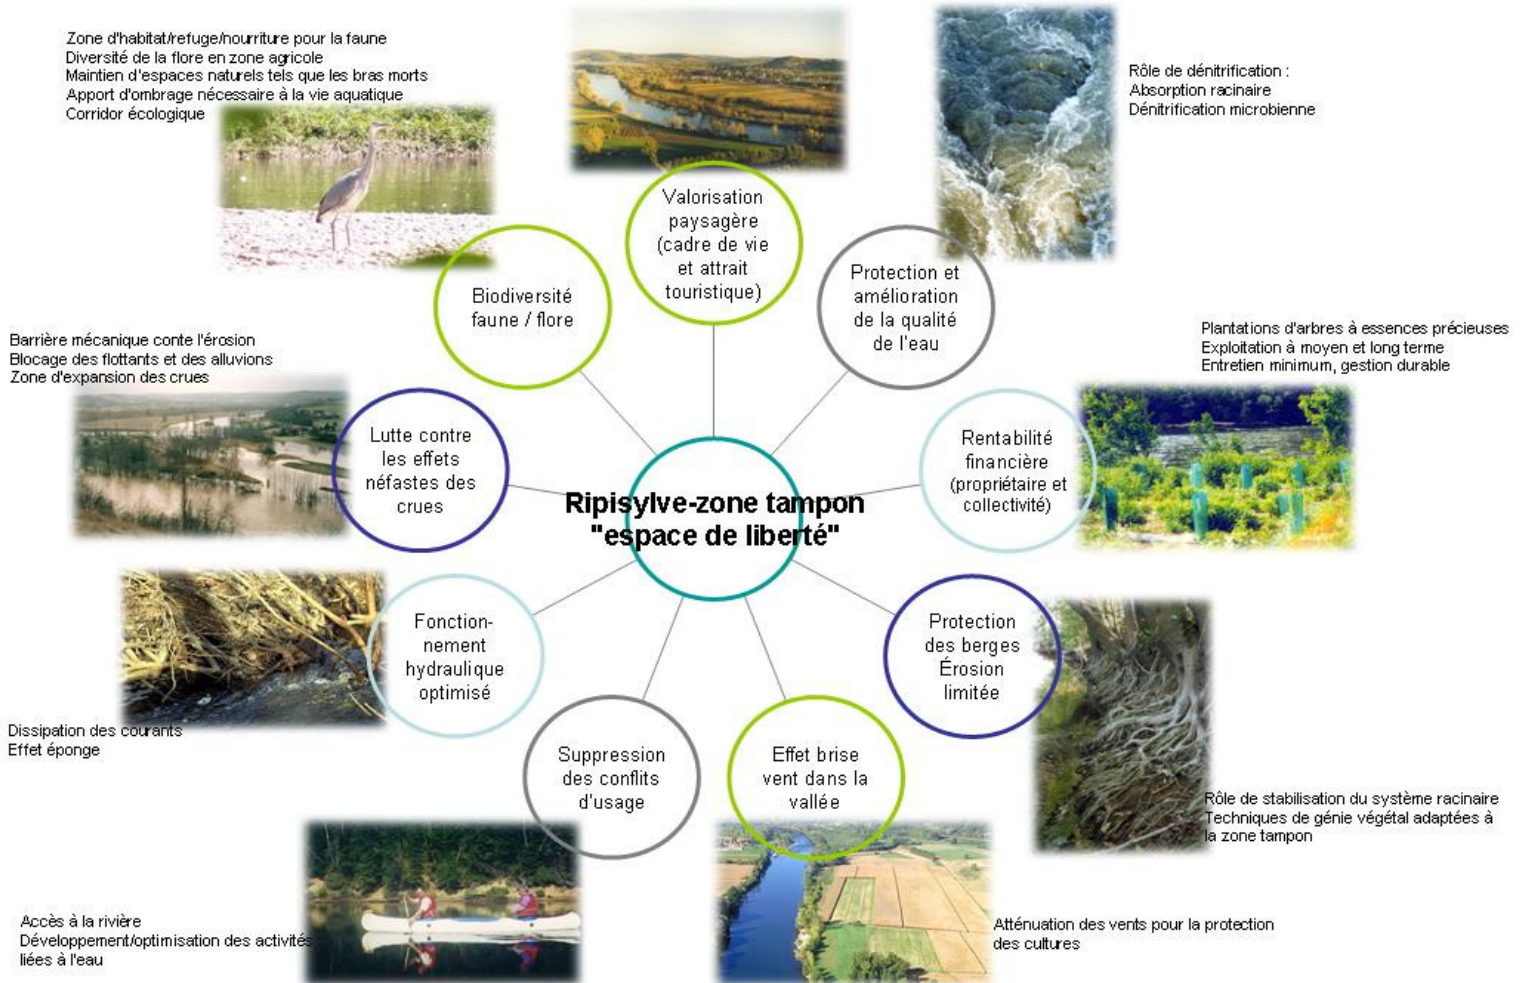 Zone d'habitat/refuge/nourriture pour la faune
Diversité de la flore en zone agricole
Maintien d'espaces naturels tels que les bras morts
Apport d'ombrage nécessaire à la vie aquatique
Corridor écologique
Rôle de dénitrification :
Absorption racinaire
Dénitrification microbienne
Valorisation
paysagère
(cadre de vie
et attrait
touristique)
Biodiversité
faune / flore
Protection et
amélioration
de la qualité
de l'eau
Barrière mécanique conte l'érosion
Blocage des flottants et des alluvions
Zone d'expansion des crues
Plantations d'arbres à essences précieuses
Exploitation à moyen et long terme
Entretien minimum, gestion durable
Lutte contre
les effets
néfastes des
crues
Rentabilité
financière
(propriétaire et
collectivité)
Ripisylve-zone tampon
"espace de liberté"
Fonction-
nement
hydraulique
optimisé
Protection
des berges
Érosion
limitée
Dissipation des courants
Effet éponge
Suppression
des conflits
d'usage
Effet brise
vent dans la
vallée
Rôle de stabilisation du système racinaire
Techniques de génie végétal adaptées à
la zone tampon
Accès à la rivière
Développement/optimisation des activités
liées à l'eau
Atténuation des vents pour la protection
des cultures